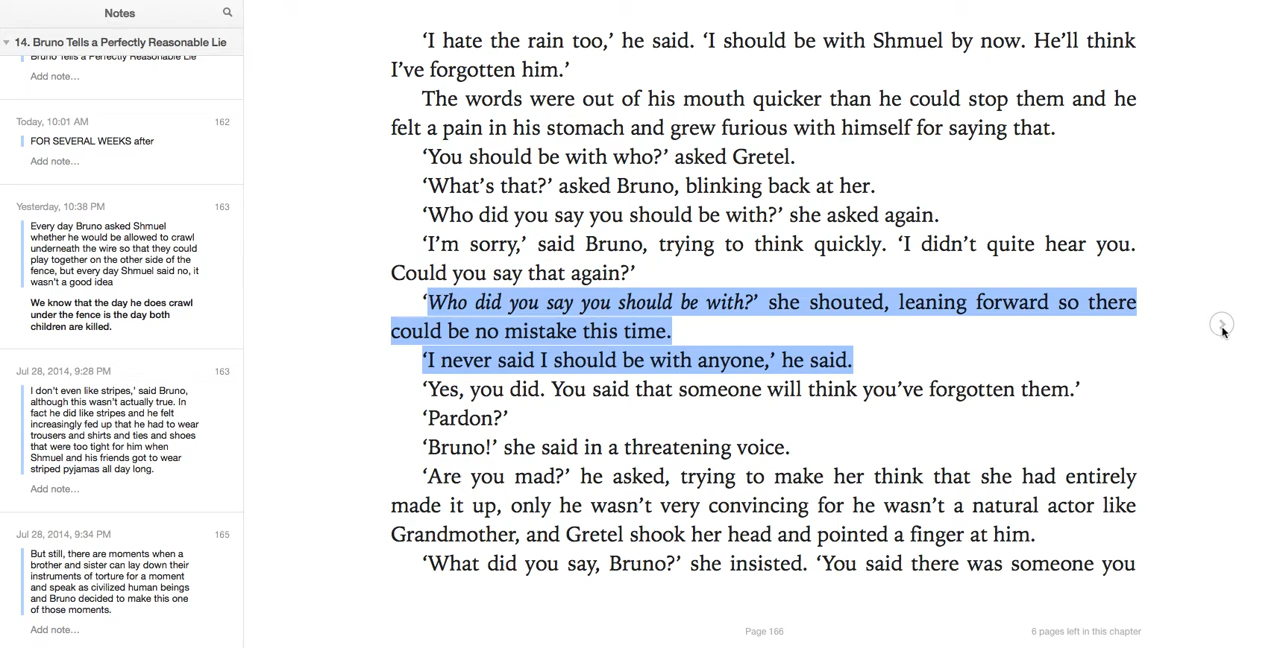 Notes
14. Bruno Tells a Perfectly Reasonable Lie
Bruno Tells a Perfectly Reasonable Lie
Add note…
Today, 10:01 AM 162
FOR SEVERAL WEEKS after
Add note…
Yesterday, 10:38 PM 163
Every day Bruno asked Shmuel
whether he would be allowed to crawl
underneath the wire so that they could
play together on the other side of the
fence, but every day Shmuel said no, it
wasn't a good idea
We know that the day he does crawl
under the fence is the day both
children are killed.
Jul 28, 2014, 9:28 PM 163
I don't even like stripes,' said Bruno,
although this wasn't actually true. In
fact he did like stripes and he felt
increasingly fed up that he had to wear
trousers and shirts and ties and shoes
that were too tight for him when
Shmuel and his friends got to wear
striped pyjamas all day long.
Add note…
Jul 28, 2014, 9:34 PM 165
But still, there are moments when a
brother and sister can lay down their
instruments of torture for a moment
and speak as civilized human beings
and Bruno decided to make this one
of those moments.
Add note…
‘I hate the rain too,’ he said. ‘I should be with Shmuel by now. He’ll think
I’ve forgotten him.’
The words were out of his mouth quicker than he could stop them and he
felt a pain in his stomach and grew furious with himself for saying that.
‘You should be with who?’ asked Gretel.
‘What’s that?’ asked Bruno, blinking back at her.
‘Who did you say you should be with?’ she asked again.
‘I’m sorry,’ said Bruno, trying to think quickly. ‘I didn’t quite hear you.
Could you say that again?’
‘Who did you say you should be with?’ she shouted, leaning forward so there
could be no mistake this time.
‘I never said I should be with anyone,’ he said.
‘Yes, you did. You said that someone will think you’ve forgotten them.’
‘Pardon?’
‘Bruno!’ she said in a threatening voice.
‘Are you mad?’ he asked, trying to make her think that she had entirely
made it up, only he wasn’t very convincing for he wasn’t a natural actor like
Grandmother, and Gretel shook her head and pointed a finger at him.
‘What did you say, Bruno?’ she insisted. ‘You said there was someone you
Page 166
6 pages left in this chapter